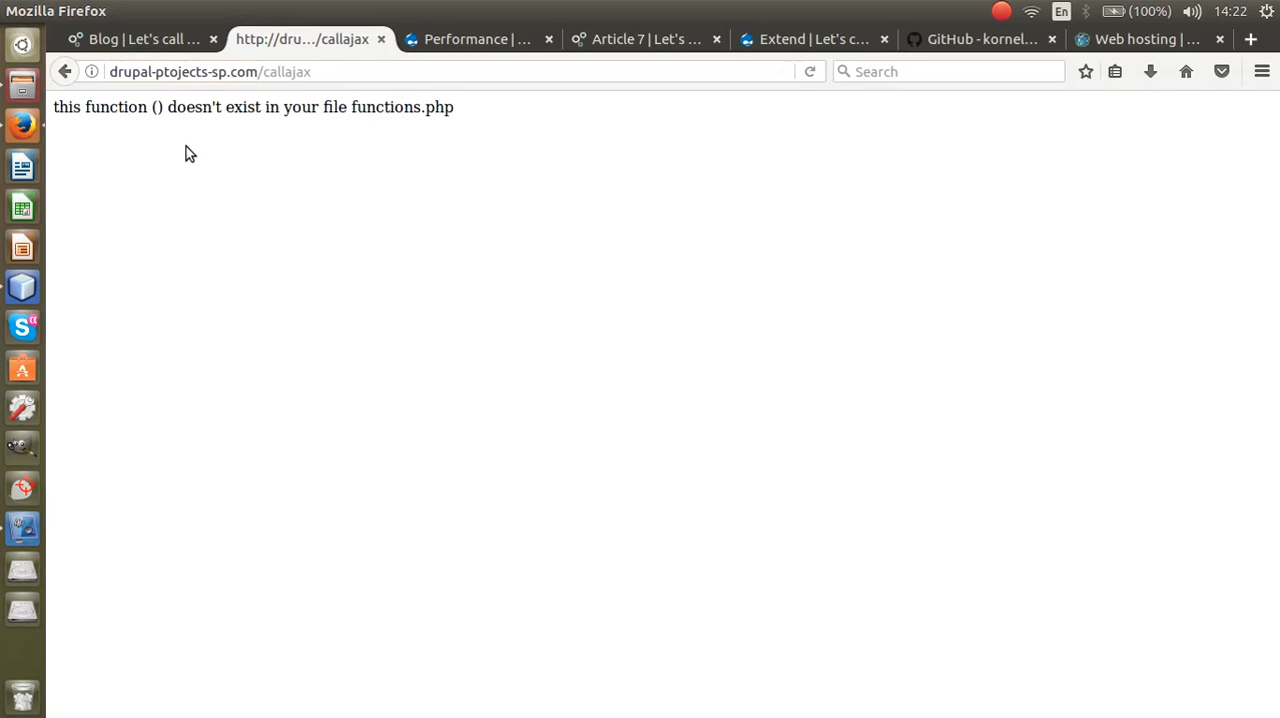 Mozilla Firefox
En
(100%)
14:22
Blog | Let's call ...
http://dru.../callajax
Performance | ...
Article 7 | Let's ...
Extend | Let's c...
GitHub - kornel...
Web hosting | ...
drupal-ptojects-sp.com/callajax
Search
this function () doesn't exist in your file functions.php